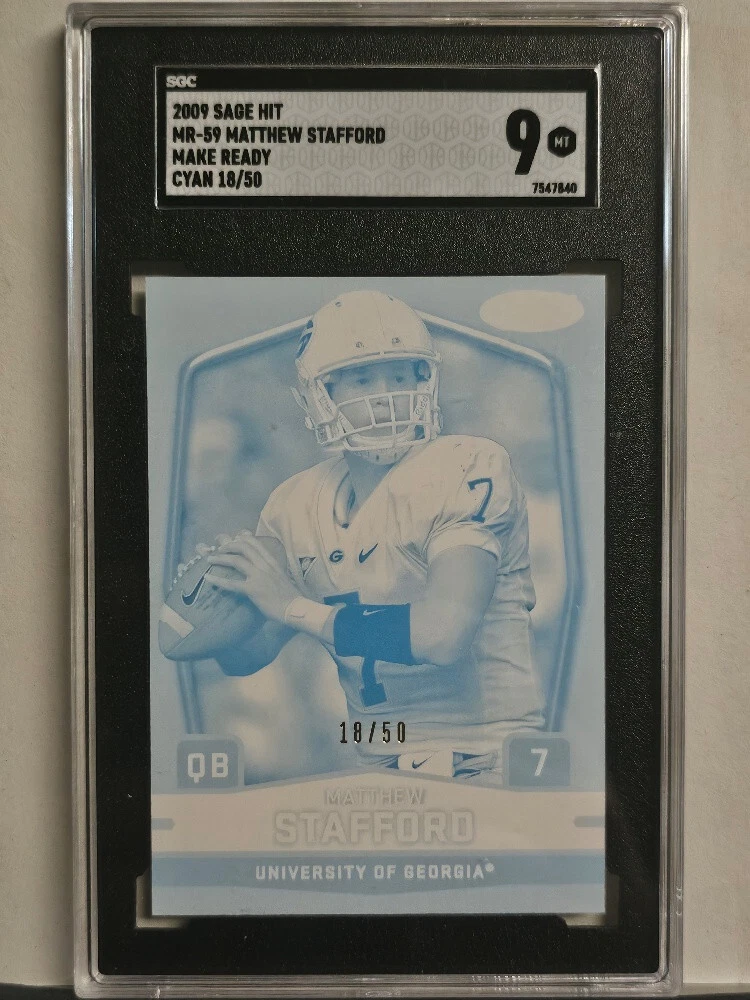 SGC
2009 SAGE HIT
MR-59 MATTHEW STAFFORD
MAKE READY
CYAN 18/50
9 MT
7547840
7
G
7
18/50
QB
7
MATTHEW
STAFFORD
UNIVERSITY OF GEORGIA®